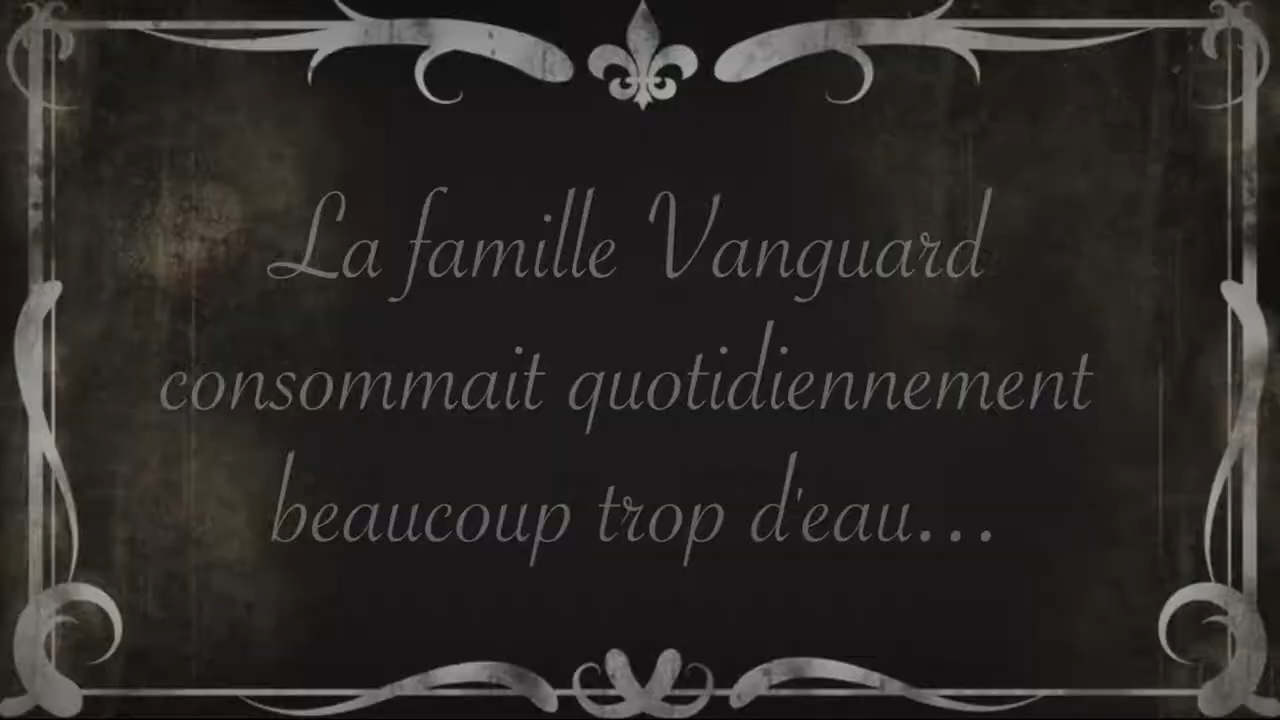 La famille Vanguard
consommait quotidiennement
beaucoup trop d'eau...